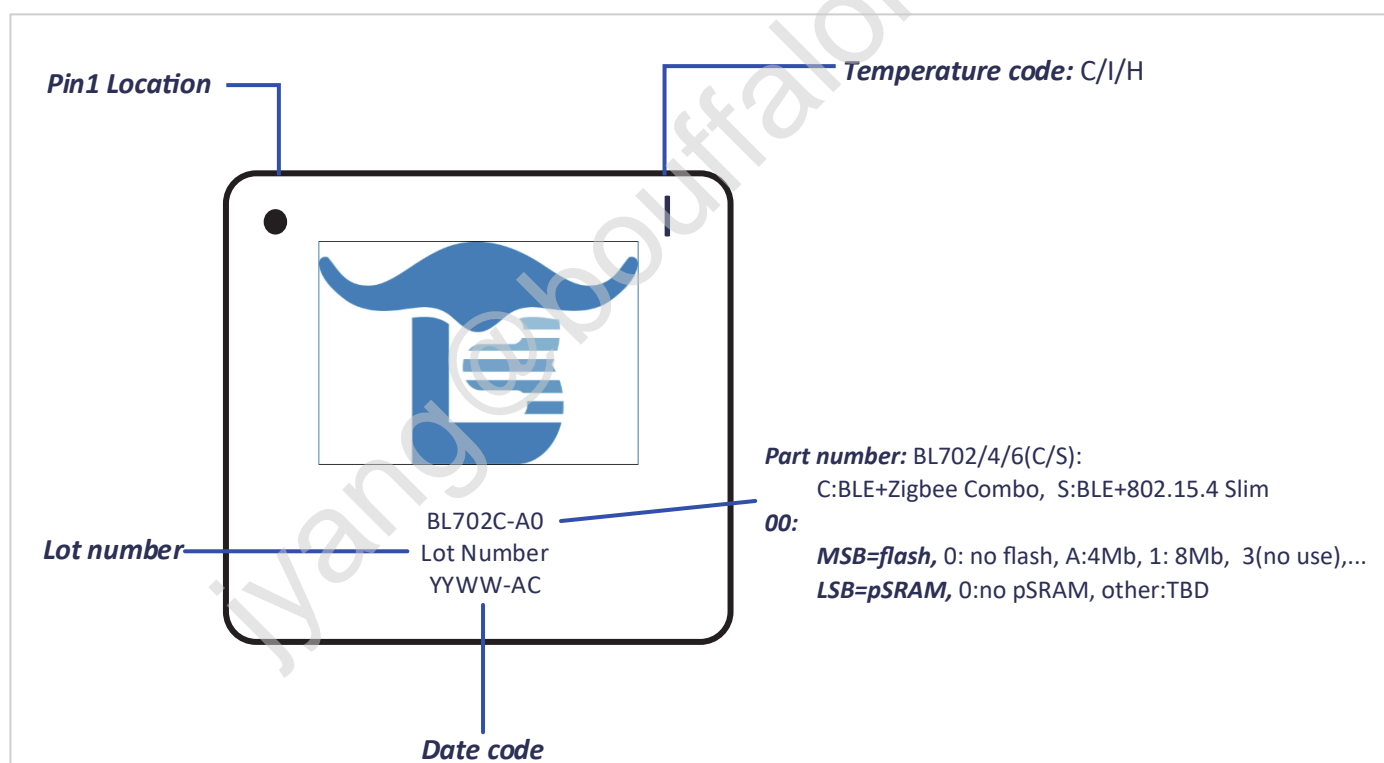 Pin1 Location
Temperature code: C/I/H
I
BL702C-A0
Lot Number
YYWW-AC
Part number: BL702/4/6(C/S):
C:BLE+Zigbee Combo, S:BLE+802.15.4 Slim
00:
MSB=flash, 0: no flash, A:4Mb, 1: 8Mb, 3(no use),...
LSB=pSRAM, 0:no pSRAM, other:TBD
Lot number
Date code
jyang@bouffalo